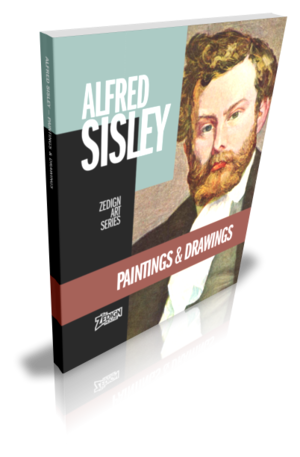 ALFRED
SISLEY
ZEDIGN
ART
SERIES
PAINTINGS & DRAWINGS
ZEDIGN
ALFRED SISLEY - PAINTINGS & DRAWINGS